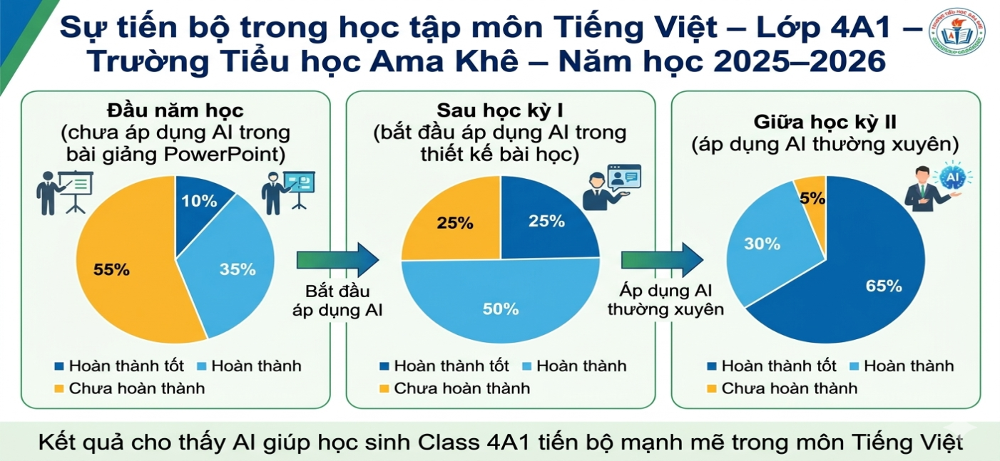 Sự tiến bộ trong học tập môn Tiếng Việt – Lớp 4A1 –
Trường Tiểu học Ama Khê – Năm học 2025–2026
Đầu năm học
(chưa áp dụng AI trong
bài giảng PowerPoint)
10%
35%
55%
Hoàn thành tốt
Hoàn thành
Chưa hoàn thành
Bắt đầu
áp dụng AI
Sau học kỳ I
(bắt đầu áp dụng AI trong
thiết kế bài học)
25%
25%
50%
Hoàn thành tốt
Hoàn thành
Chưa hoàn thành
Áp dụng AI
thường xuyên
Giữa học kỳ II
(áp dụng AI thường xuyên)
AI
5%
30%
65%
Hoàn thành tốt
Hoàn thành
Chưa hoàn thành
Kết quả cho thấy AI giúp học sinh Class 4A1 tiến bộ mạnh mẽ trong môn Tiếng Việt